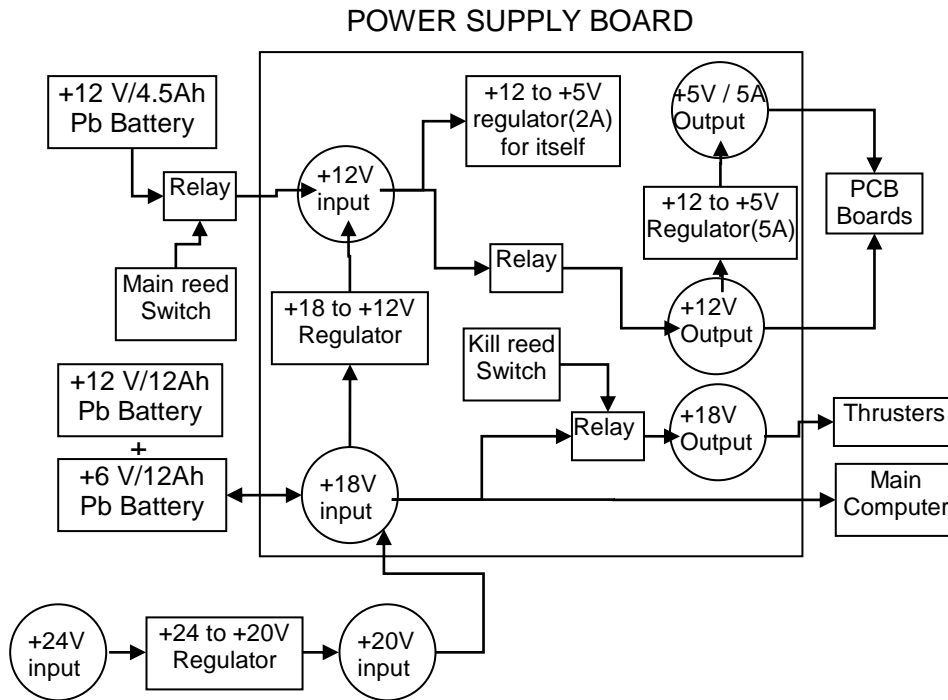 POWER SUPPLY BOARD
+12 V/4.5Ah
Pb Battery
+12 to +5V
regulator(2A)
for itself
+5V / 5A
Output
Relay
+12V
input
PCB
Boards
+12 to +5V
Regulator(5A)
Main reed
Switch
Relay
+18 to +12V
Regulator
+12V
Output
Kill reed
Switch
+12 V/12Ah
Pb Battery
+
+6 V/12Ah
Pb Battery
Relay
+18V
Output
Thrusters
+18V
input
Main
Computer
+24V
input
+24 to +20V
Regulator
+20V
input